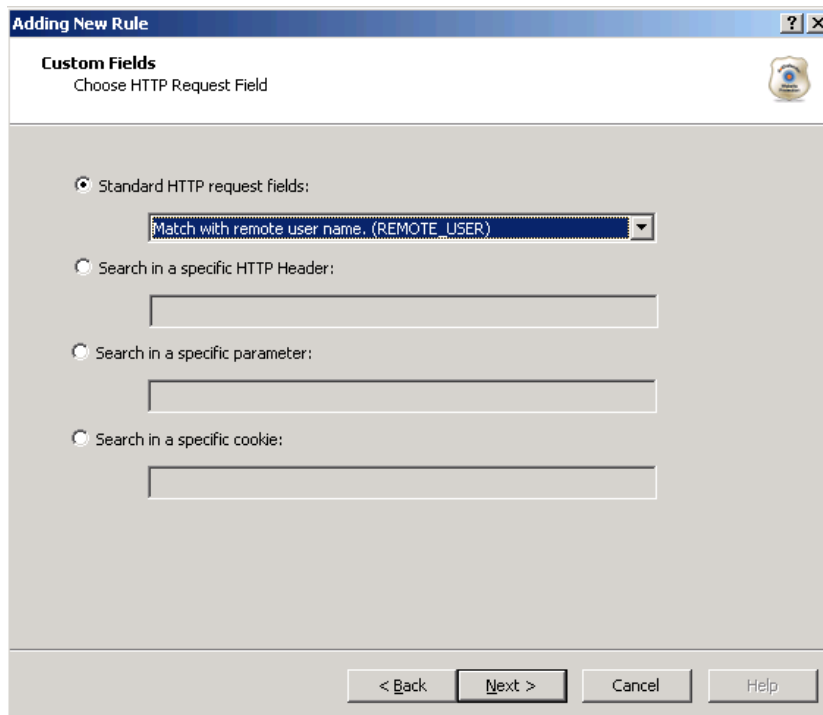 Adding New Rule
Custom Fields
Choose HTTP Request Field
Standard HTTP request fields:
Match with remote user name. (REMOTE_USER)
Search in a specific HTTP Header:
Search in a specific parameter:
Search in a specific cookie:
< Back Next > Cancel Help